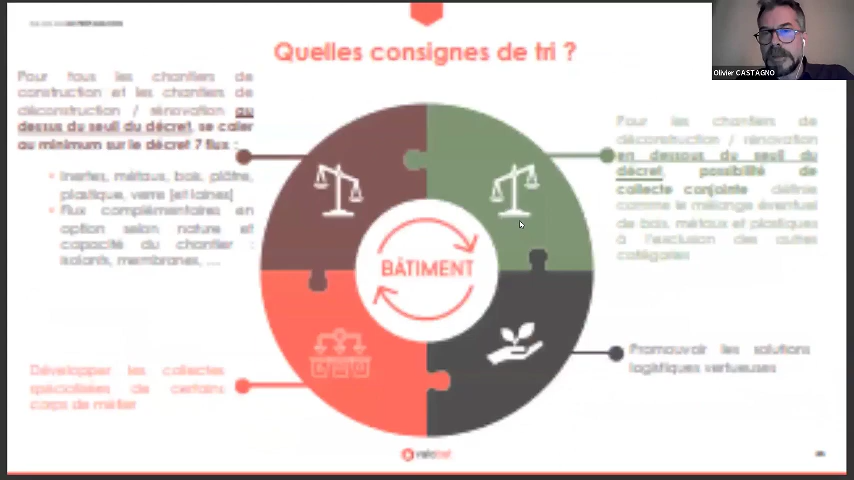 Olivier CASTAGNO
Quelles consignes de tri ?
Pour tous les chantiers de
construction et les chantiers de
déconstruction / rénovation au
dessus du seuil du décret, se caler
au minimum sur le décret 7 flux :
• Inertes, métaux, bois, plâtre,
plastique, verre (et laines)
• Flux complémentaires en
option selon nature et
capacité du chantier :
isolants, membranes, ...
Pour les chantiers de
déconstruction / rénovation
en dessous du seuil du
décret, possibilité de
collecte conjointe définie
comme le mélange éventuel
de bois, métaux et plastiques
à l'exclusion des autres
catégories
BÂTIMENT
Développer les collectes
spécialisées de certains
corps de métier
Promouvoir les solutions
logistiques vertueuses
valobat